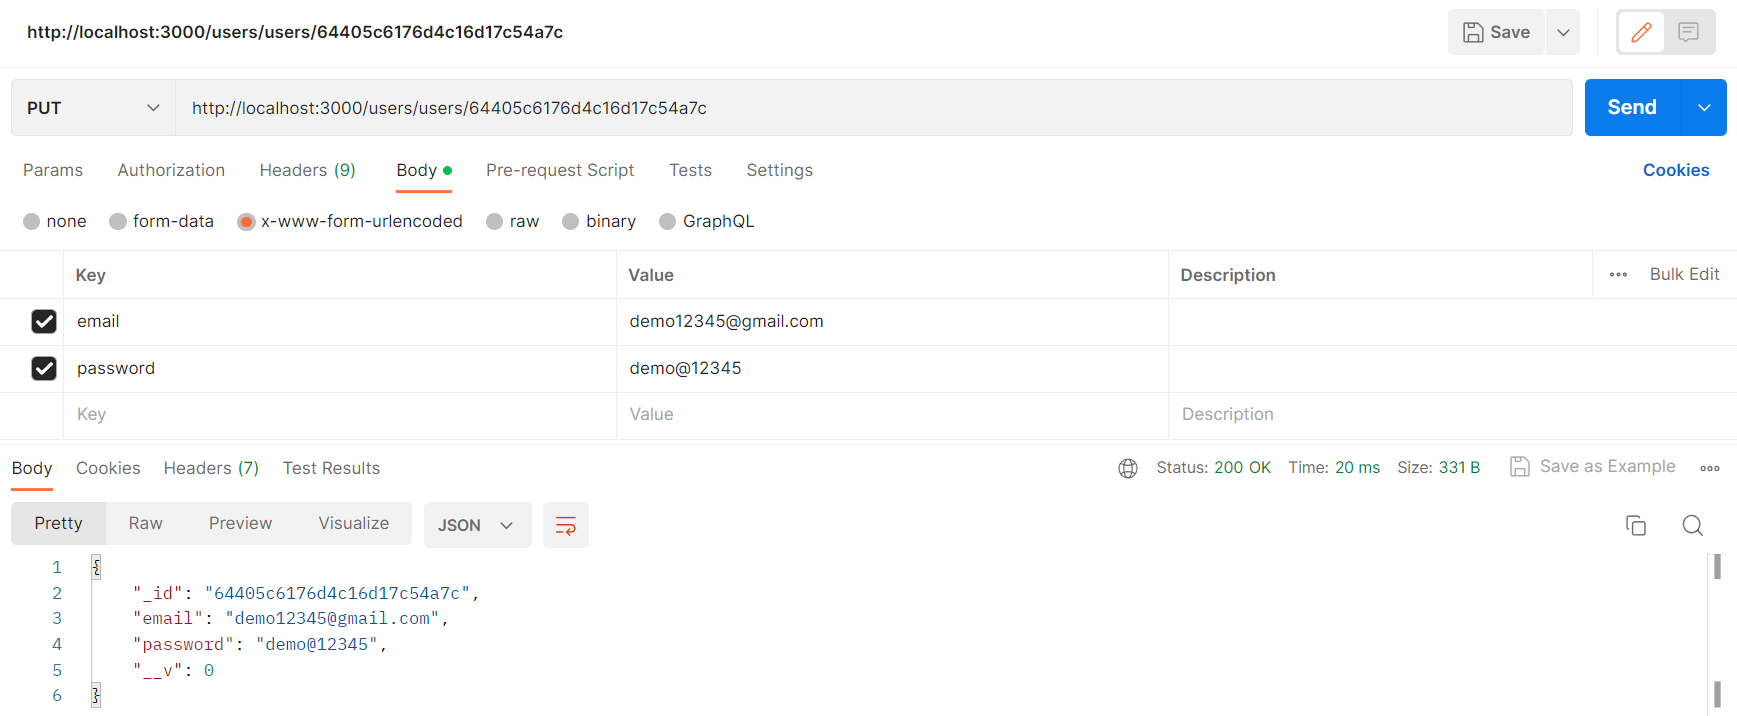 http://localhost:3000/users/users/64405c6176d4c16d17c54a7c
Save
PUT
http://localhost:3000/users/users/64405c6176d4c16d17c54a7c
Send
Params Authorization Headers (9) Body Pre-request Script Tests Settings Cookies
none form-data x-www-form-urlencoded raw binary GraphQL
Key Value Description Bulk Edit
email demo12345@gmail.com
password demo@12345
Key Value Description
Body Cookies Headers (7) Test Results Status: 200 OK Time: 20 ms Size: 331 B Save as Example
Pretty Raw Preview Visualize JSON
1 {
2 "_id": "64405c6176d4c16d17c54a7c",
3 "email": "demo12345@gmail.com",
4 "password": "demo@12345",
5 "__v": 0
6 }